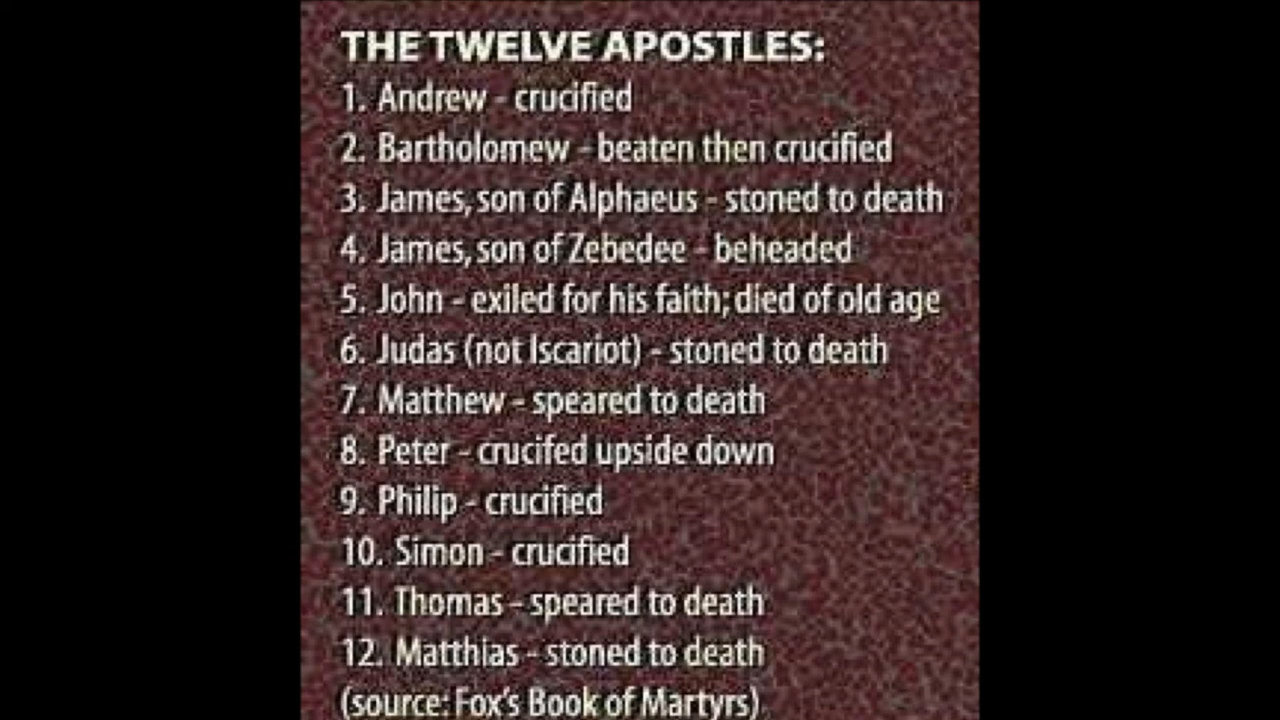 THE TWELVE APOSTLES:
1. Andrew - crucified
2. Bartholomew - beaten then crucified
3. James, son of Alphaeus - stoned to death
4. James, son of Zebedee - beheaded
5. John - exiled for his faith; died of old age
6. Judas (not Iscariot) - stoned to death
7. Matthew - speared to death
8. Peter - crucifed upside down
9. Philip - crucified
10. Simon - crucified
11. Thomas - speared to death
12. Matthias - stoned to death
(source: Fox's Book of Martyrs)